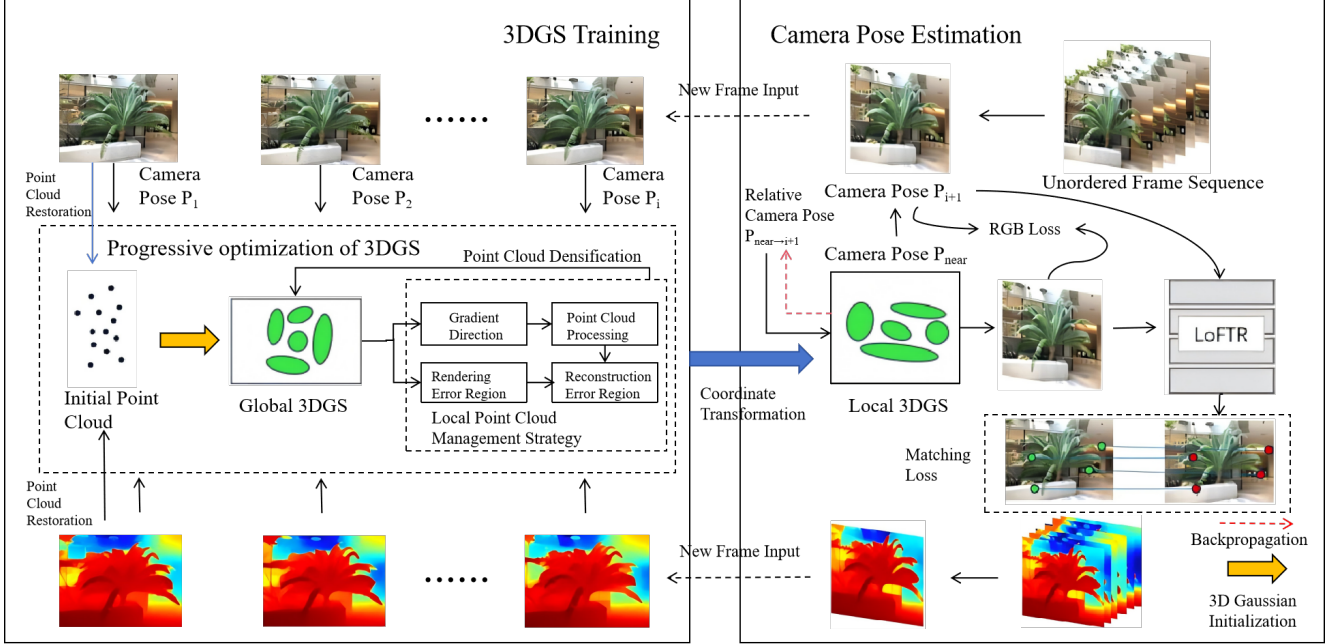 3DGS Training
Camera Pose Estimation
New Frame Input
Point
Cloud
Restoration
Camera
Pose P1
Camera
Pose P2
Camera
Pose Pi
Unordered Frame Sequence
Camera Pose Pi+1
Relative
Camera Pose
Pnear→i+1
RGB Loss
Camera Pose Pnear
Progressive optimization of 3DGS
Point Cloud Densification
Gradient
Direction
Point Cloud
Processing
Rendering
Error Region
Reconstruction
Error Region
Local Point Cloud
Management Strategy
Initial Point
Cloud
Global 3DGS
Coordinate
Transformation
Local 3DGS
LoFTR
Matching
Loss
Point
Cloud
Restoration
New Frame Input
Backpropagation
3D Gaussian
Initialization